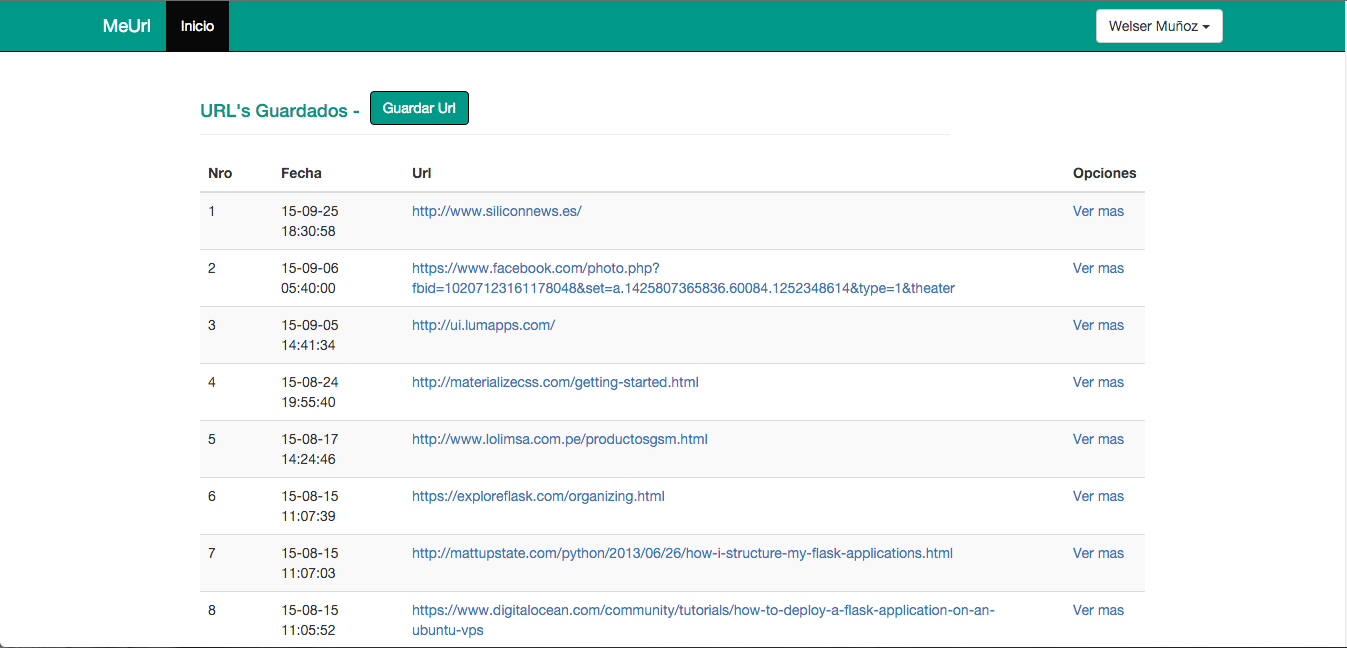 MeUrl Inicio Welser Muñoz
URL's Guardados - Guardar Url
Nro Fecha Url Opciones
1 15-09-25 http://www.siliconnews.es/ Ver mas
18:30:58
2 15-09-06 https://www.facebook.com/photo.php? Ver mas
05:40:00 fbid=10207123161178048&set=a.1425807365836.60084.1252348614&type=1&theater
3 15-09-05 http://ui.lumapps.com/ Ver mas
14:41:34
4 15-08-24 http://materializecss.com/getting-started.html Ver mas
19:55:40
5 15-08-17 http://www.lolimsa.com.pe/productosgsm.html Ver mas
14:24:46
6 15-08-15 https://exploreflask.com/organizing.html Ver mas
11:07:39
7 15-08-15 http://mattupstate.com/python/2013/06/26/how-i-structure-my-flask-applications.html Ver mas
11:07:03
8 15-08-15 https://www.digitalocean.com/community/tutorials/how-to-deploy-a-flask-application-on-an- Ver mas
11:05:52 ubuntu-vps